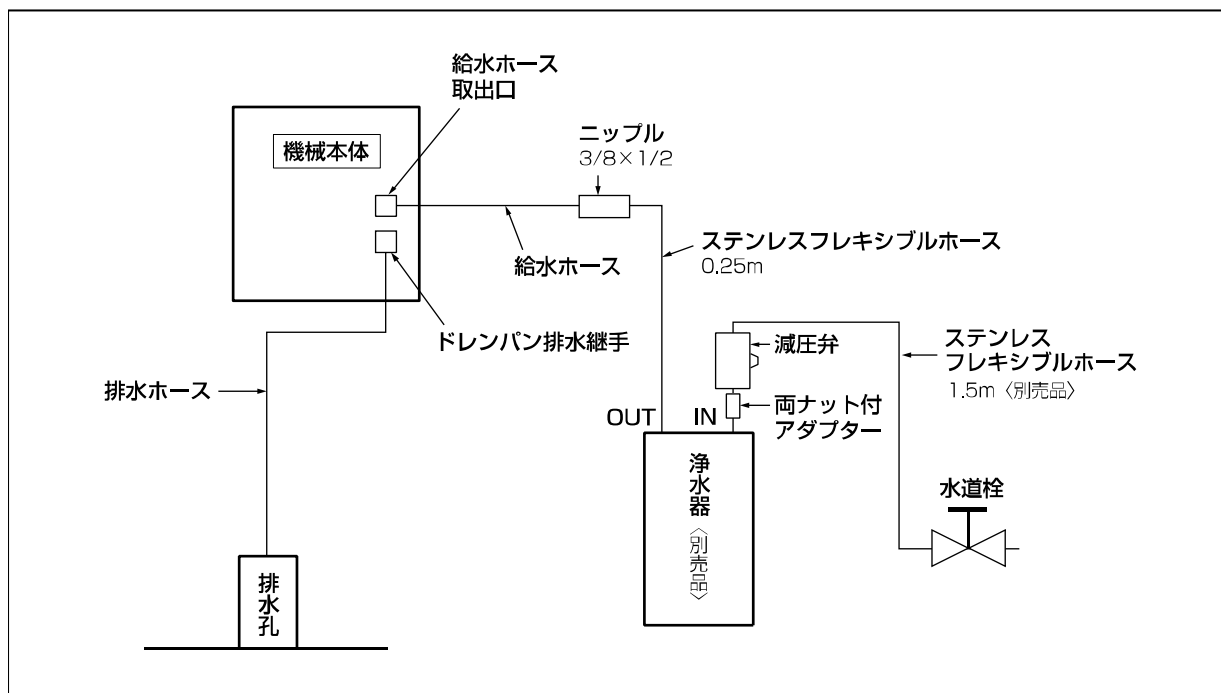 給水ホース
取出口
機械本体
ニップル
3/8×1/2
ステンレスフレキシブルホース
0.25m
給水ホース
ドレンパン排水継手
減圧弁
ステンレス
フレキシブルホース
1.5m〈別売品〉
排水ホース
両ナット付
アダプター
OUT
IN
浄水器〈別売品〉
水道栓
排水孔